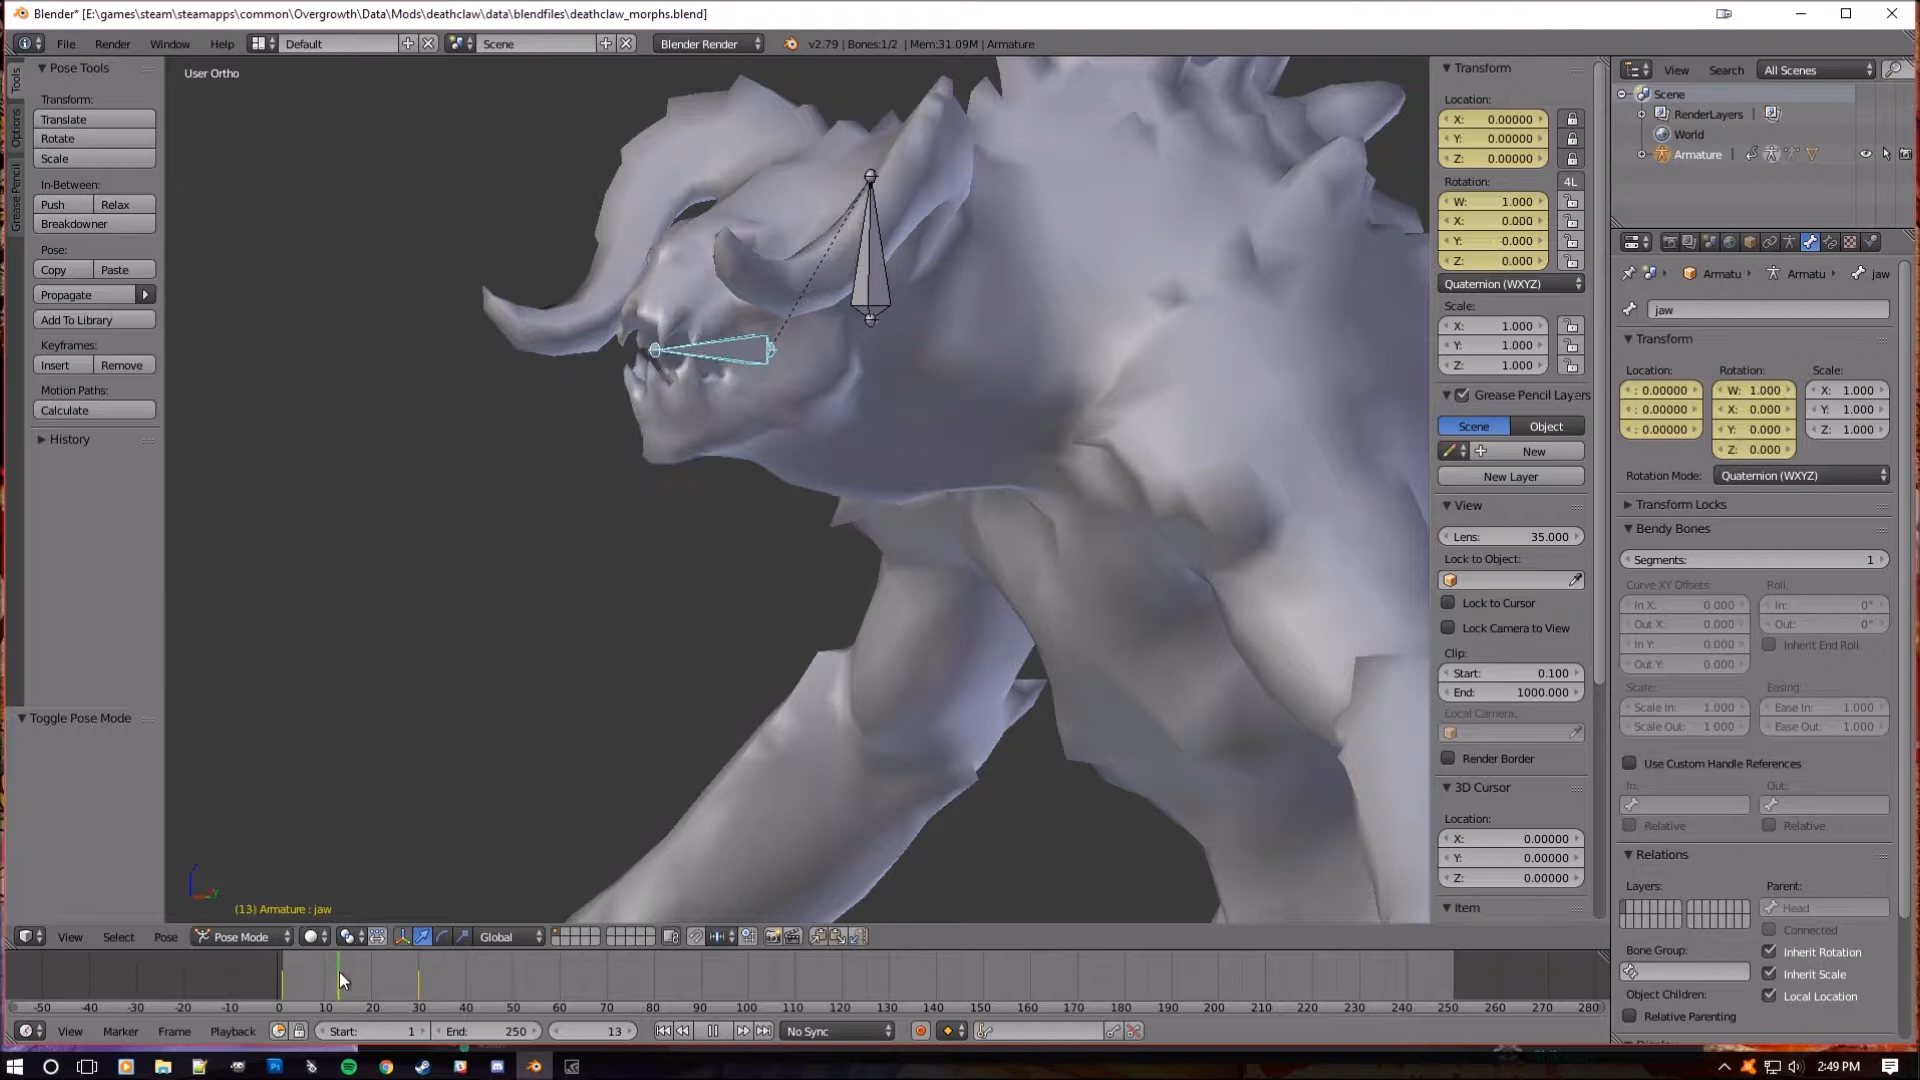 Blender* [E:\games\steam\steamapps\common\Overgrowth\Data\Mods\deathclaw\data\blendfiles\deathclaw_morphs.blend]
File Render Window Help Default Scene Blender Render v2.79 | Bones:1/2 | Mem:31.09M | Armature
Tools
Options
Grease Pencil
Pose Tools
Transform:
Translate
Rotate
Scale
In-Between:
Push Relax
Breakdowner
Pose:
Copy Paste
Propagate
Add To Library
Keyframes:
Insert Remove
Motion Paths:
Calculate
History
Toggle Pose Mode
User Ortho
(13) Armature : jaw
Transform
Location:
X: 0.00000
Y: 0.00000
Z: 0.00000
Rotation: 4L
W: 1.000
X: 0.000
Y: -0.000
Z: 0.000
Quaternion (WXYZ)
Scale:
X: 1.000
Y: 1.000
Z: 1.000
Grease Pencil Layers
Scene Object
New
New Layer
View
Lens: 35.000
Lock to Object:
Lock to Cursor
Lock Camera to View
Clip:
Start: 0.100
End: 1000.000
Local Camera:
Render Border
3D Cursor
Location:
X: 0.00000
Y: 0.00000
Z: 0.00000
Item
View Search All Scenes
Scene
RenderLayers
World
Armature
Armatu Armatu jaw
jaw
Transform
Location: Rotation: Scale:
: 0.00000 W: 1.000 X: 1.000
: 0.00000 X: 0.000 Y: 1.000
: 0.00000 Y: 0.000 Z: 1.000
Z: 0.000
Rotation Mode: Quaternion (WXYZ)
Transform Locks
Bendy Bones
Segments: 1
Curve XY Offsets: Roll:
In X: 0.000 In: 0°
Out X: 0.000 Out: 0°
In Y: 0.000 Inherit End Roll
Out Y: 0.000
Scale: Easing:
Scale In: 1.000 Ease In: 1.000
Scale Out: 1.000 Ease Out: 1.000
Use Custom Handle References
In: Out:
Relative Relative
Relations
Layers: Parent:
Head
Connected
Bone Group: Inherit Rotation
Inherit Scale
Object Children: Local Location
Relative Parenting
View Select Pose Pose Mode Global
-50 -40 -30 -20 -10 0 10 20 30 40 50 60 70 80 90 100 110 120 130 140 150 160 170 180 190 200 210 220 230 240 250 260 270 280
View Marker Frame Playback Start: 1 End: 250 13 No Sync
2:49 PM